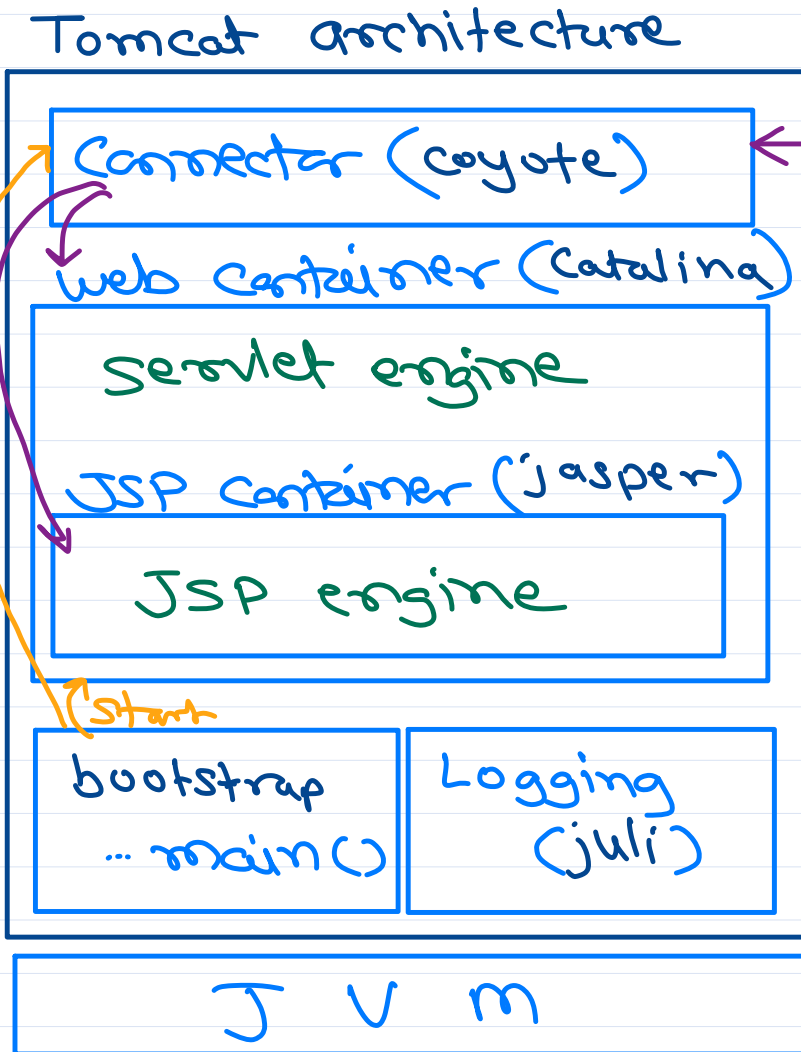 Tomcat architecture
Connector (coyote)
web container (Catalina)
servlet engine
JSP container (jasper)
JSP engine
start
bootstrap
... main()
Logging
(juli)
J V M